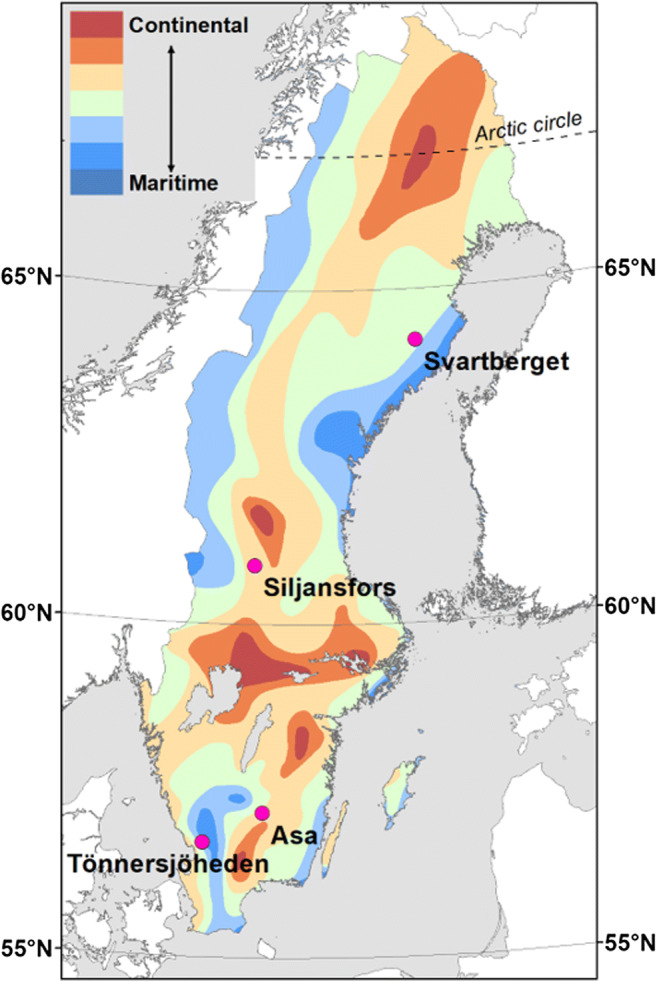 Continental
Maritime
Arctic circle
65°N
65°N
Svartberget
Siljansfors
60°N
60°N
Asa
Tönnersjöheden
55°N
55°N